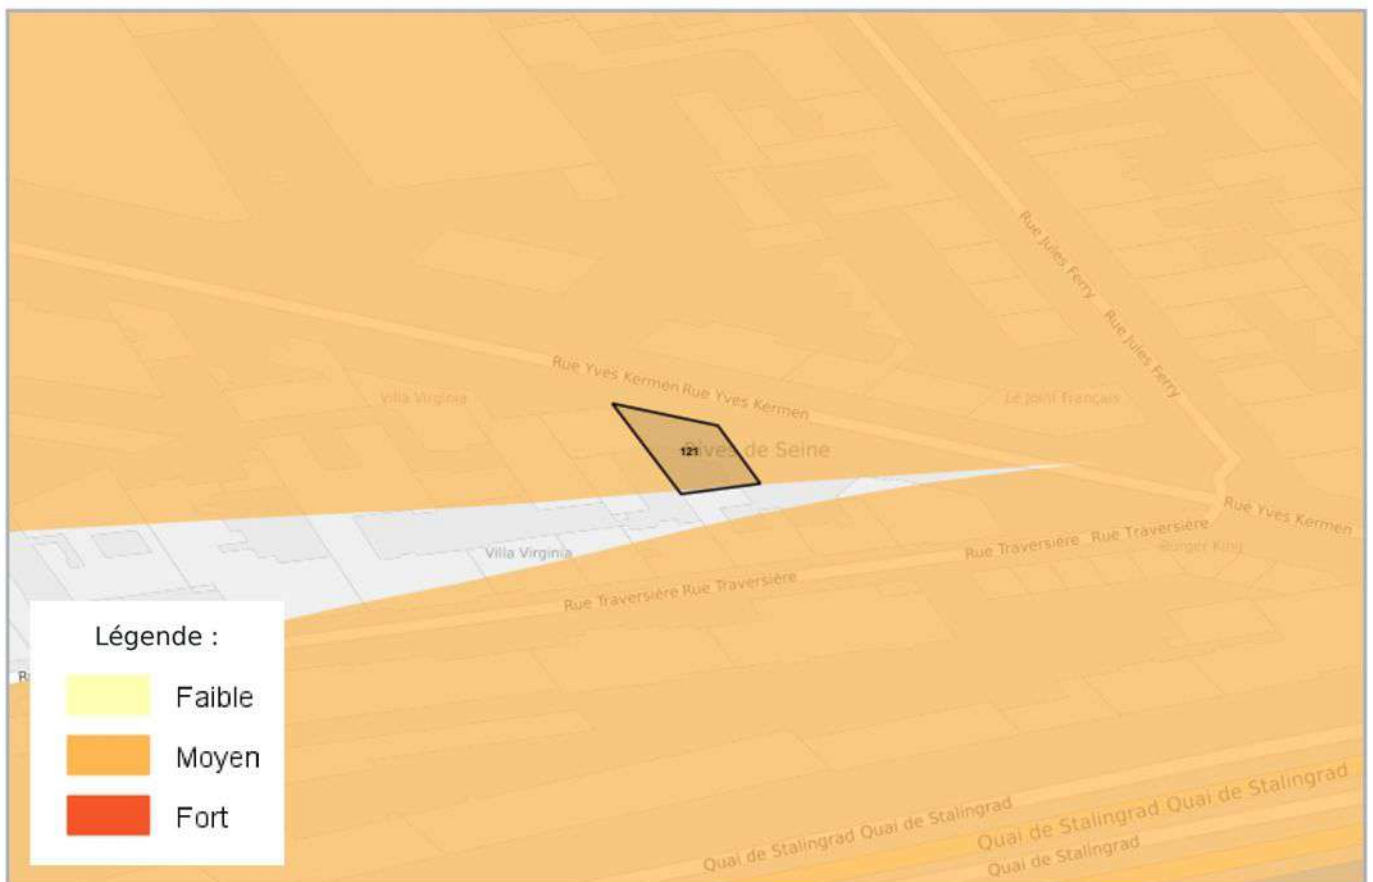 Rue Jules Ferry
Rue Jules Ferry
Rue Yves Kermen Rue Yves Kermen
Villa Virginia
Le Joint Français
121
Rives de Seine
Rue Yves Kermen
Rue Traversière Rue Traversière
Burger King
Villa Virginia
Rue Traversière Rue Traversière
Légende :
Faible
Moyen
Fort
Quai de Stalingrad Quai de Stalingrad
Quai de Stalingrad Quai de Stalingrad
Quai de Stalingrad